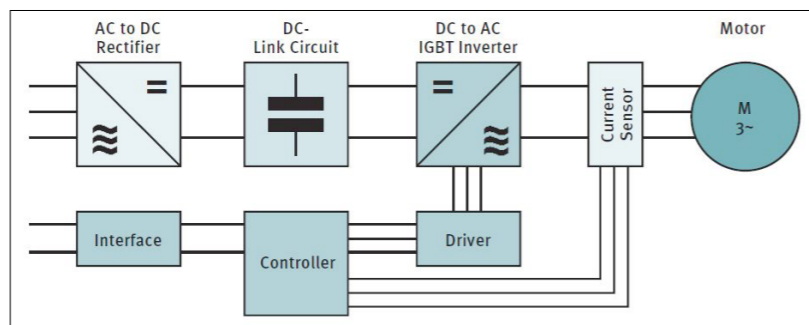 AC to DC
Rectifier
DC-
Link Circuit
DC to AC
IGBT Inverter
Motor
Current
Sensor
M
3~
Interface
Controller
Driver